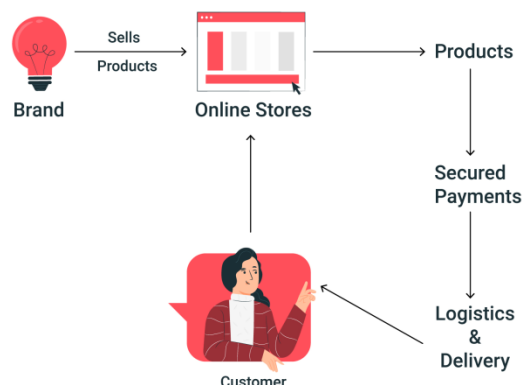 Sells
Products
Brand
Online Stores
Products
Secured
Payments
Logistics
&
Delivery
Customer